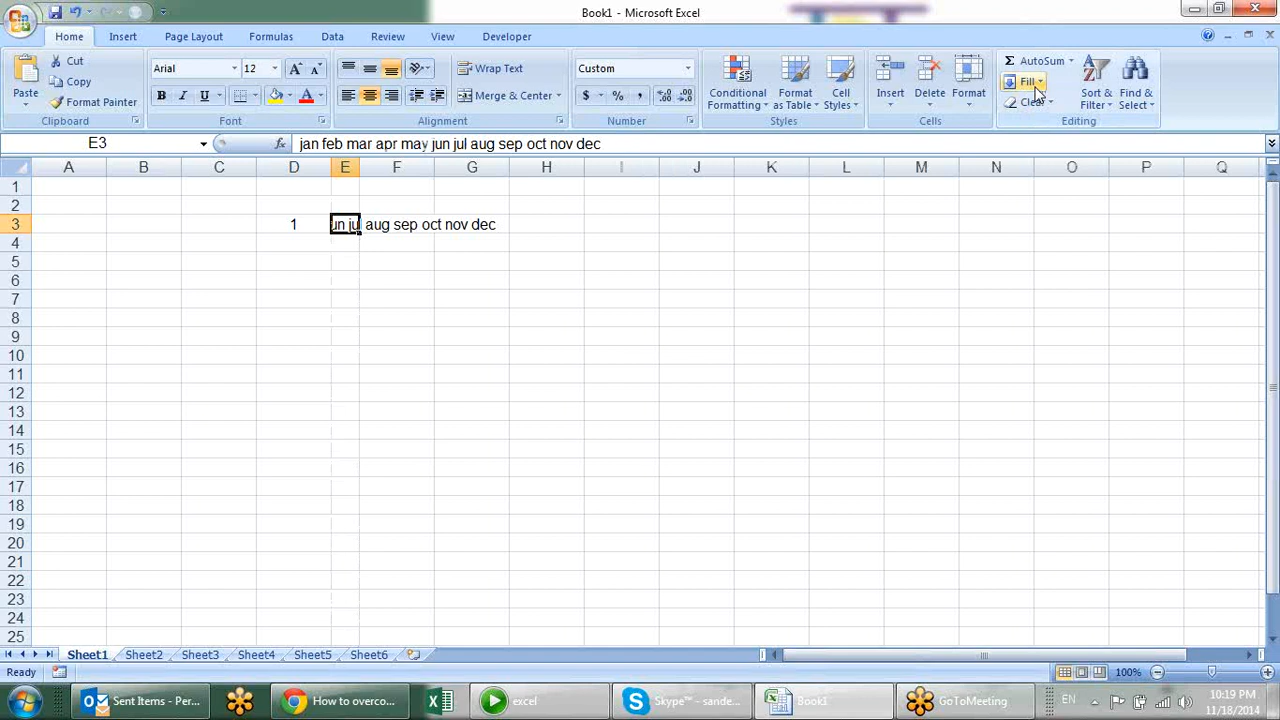 Book1 - Microsoft Excel
Home Insert Page Layout Formulas Data Review View Developer
Cut
Copy
Format Painter
Paste
Clipboard
Arial 12
B I U
Font
Wrap Text
Merge & Center
Alignment
Custom
$ % ,
Number
Conditional Formatting
Format as Table
Cell Styles
Styles
Insert Delete Format
Cells
Σ AutoSum
Fill
Clear
Sort & Filter
Find & Select
Editing
E3 fx jan feb mar apr may jun jul aug sep oct nov dec
A B C D E F G H I J K L M N O P Q
1
2
3 1 un jul aug sep oct nov dec
4
5
6
7
8
9
10
11
12
13
14
15
16
17
18
19
20
21
22
23
24
25
Sheet1 Sheet2 Sheet3 Sheet4 Sheet5 Sheet6
Ready 100%
Sent Items - Per... How to overco... excel Skype™ - sande... Book1 GoToMeeting EN 10:19 PM
11/18/2014